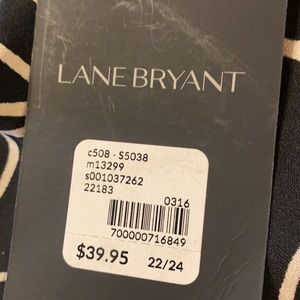 LANE BRYANT
c508 - S5038
m13299
s001037262
22183
0316
700000716849
$39.95 22/24